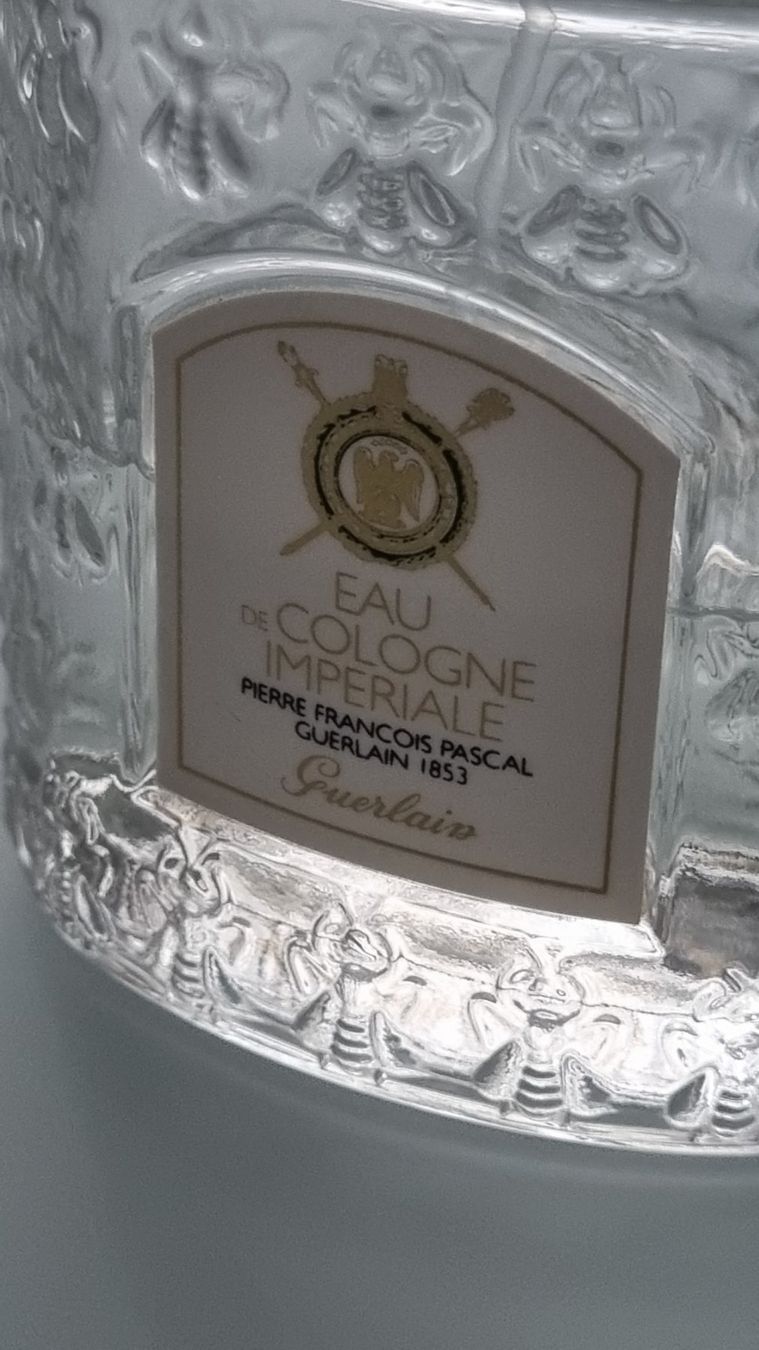 EAU
DE COLOGNE
IMPERIALE
PIERRE FRANCOIS PASCAL
GUERLAIN 1853
Guerlain